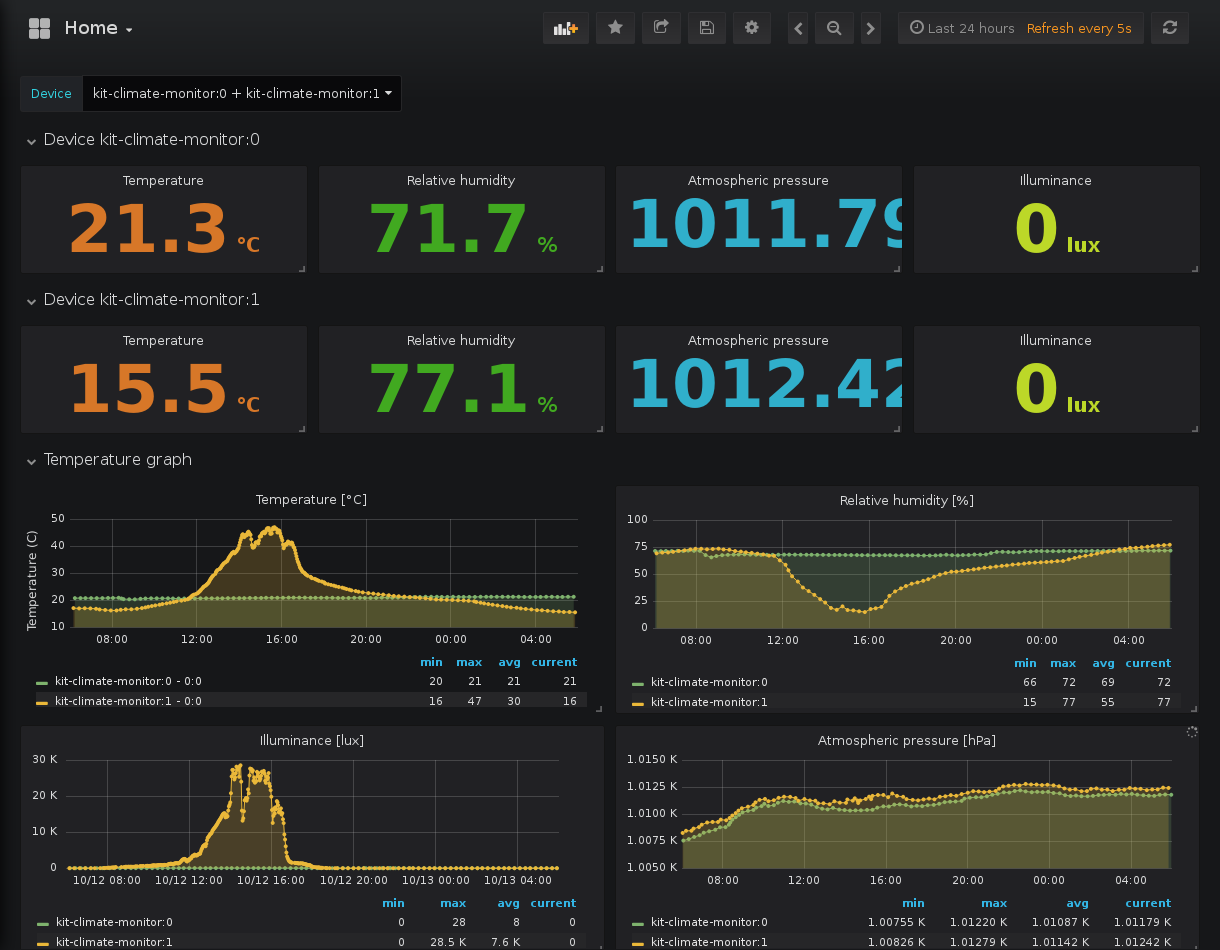 Home
Last 24 hours Refresh every 5s
Device kit-climate-monitor:0 + kit-climate-monitor:1
Device kit-climate-monitor:0
Temperature Relative humidity Atmospheric pressure Illuminance
21.3 °C 71.7 % 1011.79 0 lux
Device kit-climate-monitor:1
Temperature Relative humidity Atmospheric pressure Illuminance
15.5 °C 77.1 % 1012.42 0 lux
Temperature graph
Temperature [°C]
Temperature (C)
50
40
30
20
10
08:00 12:00 16:00 20:00 00:00 04:00
min max avg current
kit-climate-monitor:0 - 0:0 20 21 21 21
kit-climate-monitor:1 - 0:0 16 47 30 16
Relative humidity [%]
100
75
50
25
0
08:00 12:00 16:00 20:00 00:00 04:00
min max avg current
kit-climate-monitor:0 66 72 69 72
kit-climate-monitor:1 15 77 55 77
Illuminance [lux]
30 K
20 K
10 K
0
10/12 08:00 10/12 12:00 10/12 16:00 10/12 20:00 10/13 00:00 10/13 04:00
min max avg current
kit-climate-monitor:0 0 28 8 0
kit-climate-monitor:1 0 28.5 K 7.6 K 0
Atmospheric pressure [hPa]
1.0150 K
1.0125 K
1.0100 K
1.0075 K
1.0050 K
08:00 12:00 16:00 20:00 00:00 04:00
min max avg current
kit-climate-monitor:0 1.00755 K 1.01220 K 1.01087 K 1.01179 K
kit-climate-monitor:1 1.00826 K 1.01279 K 1.01142 K 1.01242 K